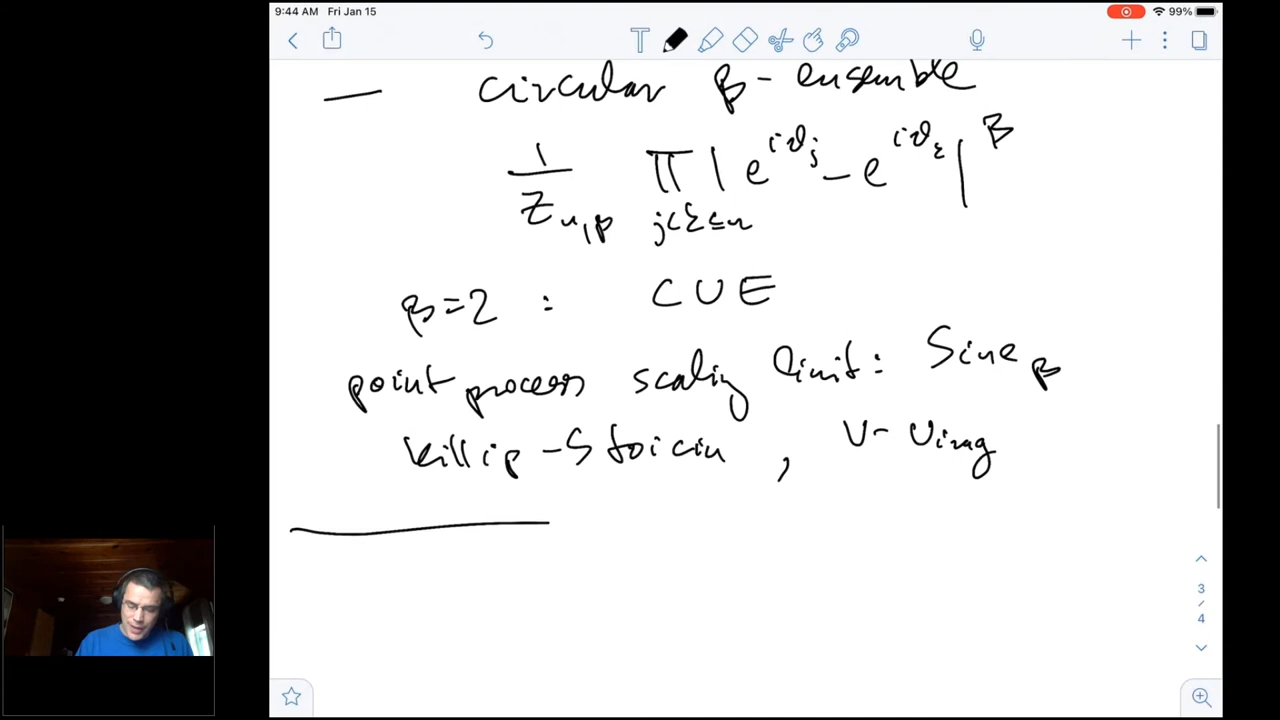 9:44 AM Fri Jan 15
99%
— circular β-ensemble
1/Z_{n,β} ∏_{j<k≤n} |e^{iϑ_j} - e^{iϑ_k}|^β
β=2 : CUE
point process scaling limit: Sine_β
Killip-Stoiciu, V-Virag
3/4